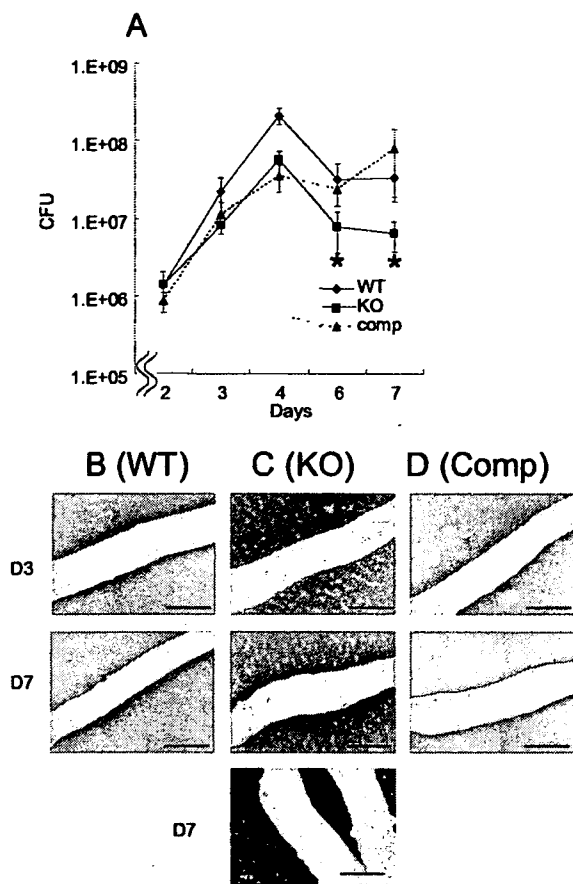 A
1.E+09
1.E+08
1.E+07
1.E+06
1.E+05
CFU
2 3 4 6 7
Days
* *
WT
KO
comp
B (WT) C (KO) D (Comp)
D3
D7
D7